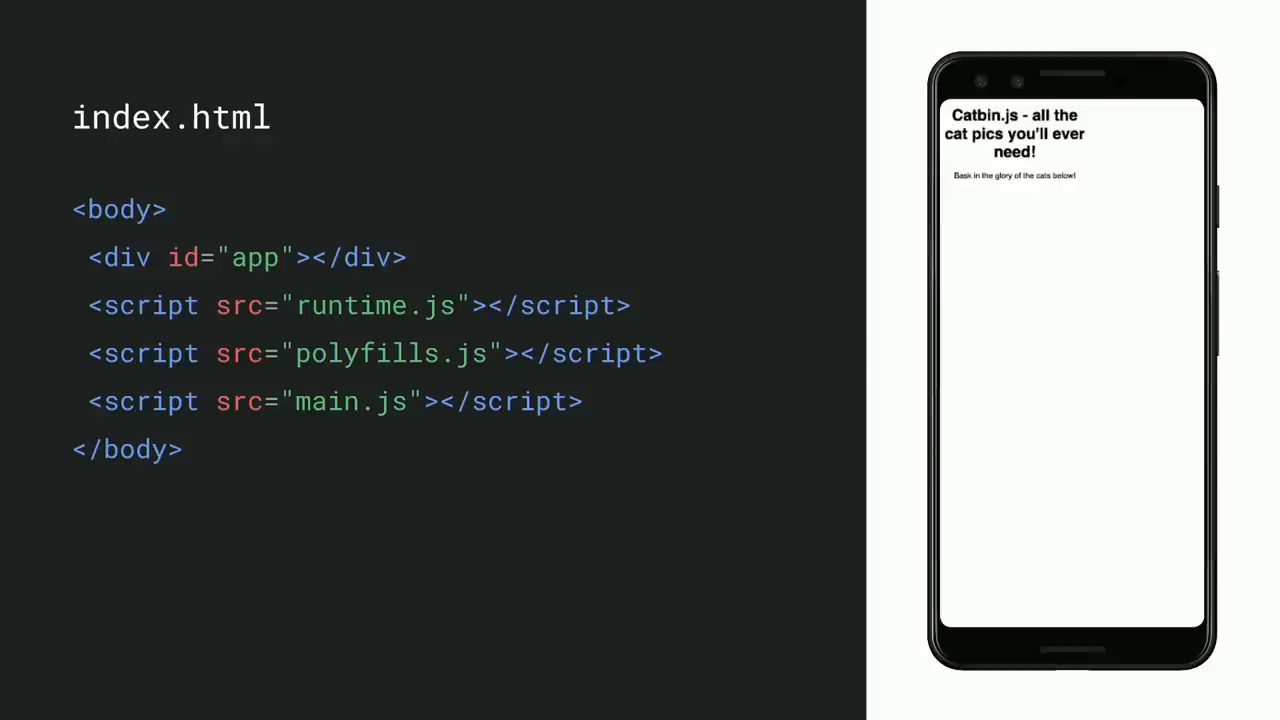 index.html
<body>
<div id="app"></div>
<script src="runtime.js"></script>
<script src="polyfills.js"></script>
<script src="main.js"></script>
</body>
Catbin.js - all the
cat pics you'll ever
need!
Bask in the glory of the cats below!